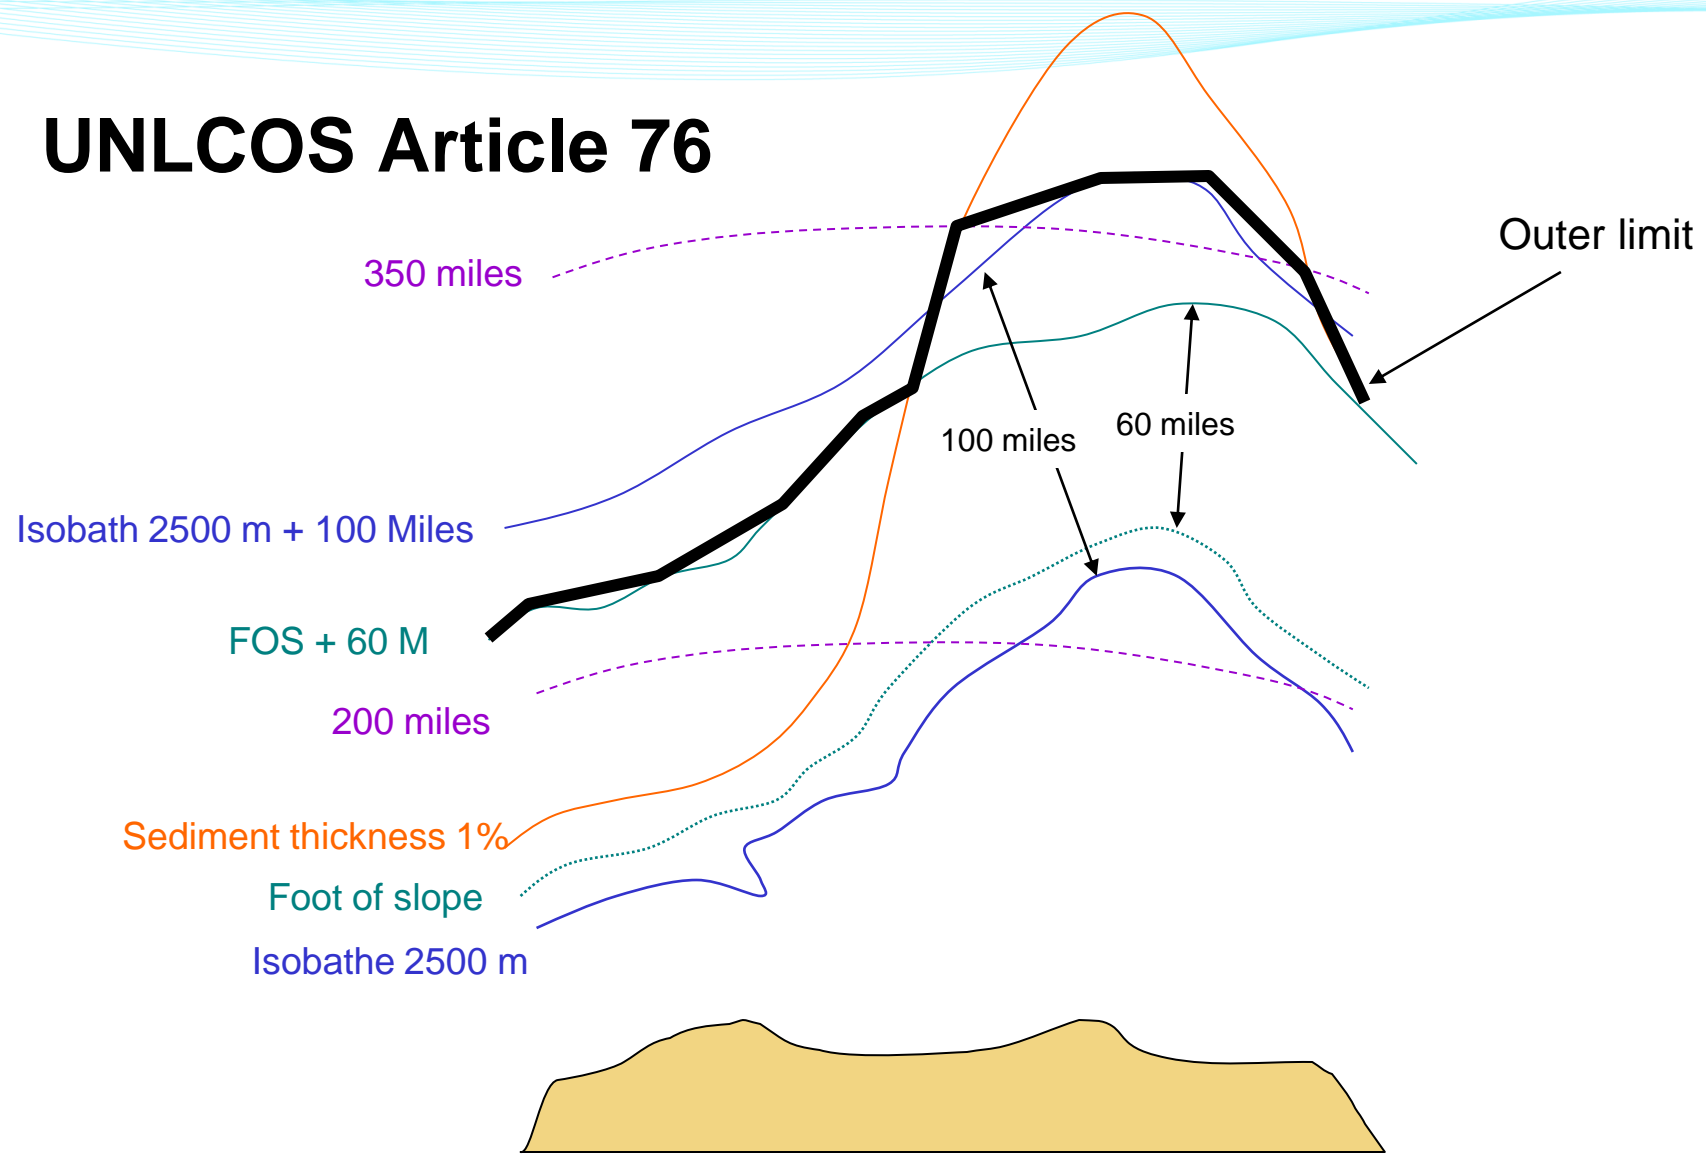 UNLCOS Article 76
Outer limit
350 miles
60 miles
100 miles
Isobath 2500 m + 100 Miles
FOS + 60 M
200 miles
Sediment thickness 1%
Foot of slope
Isobathe 2500 m